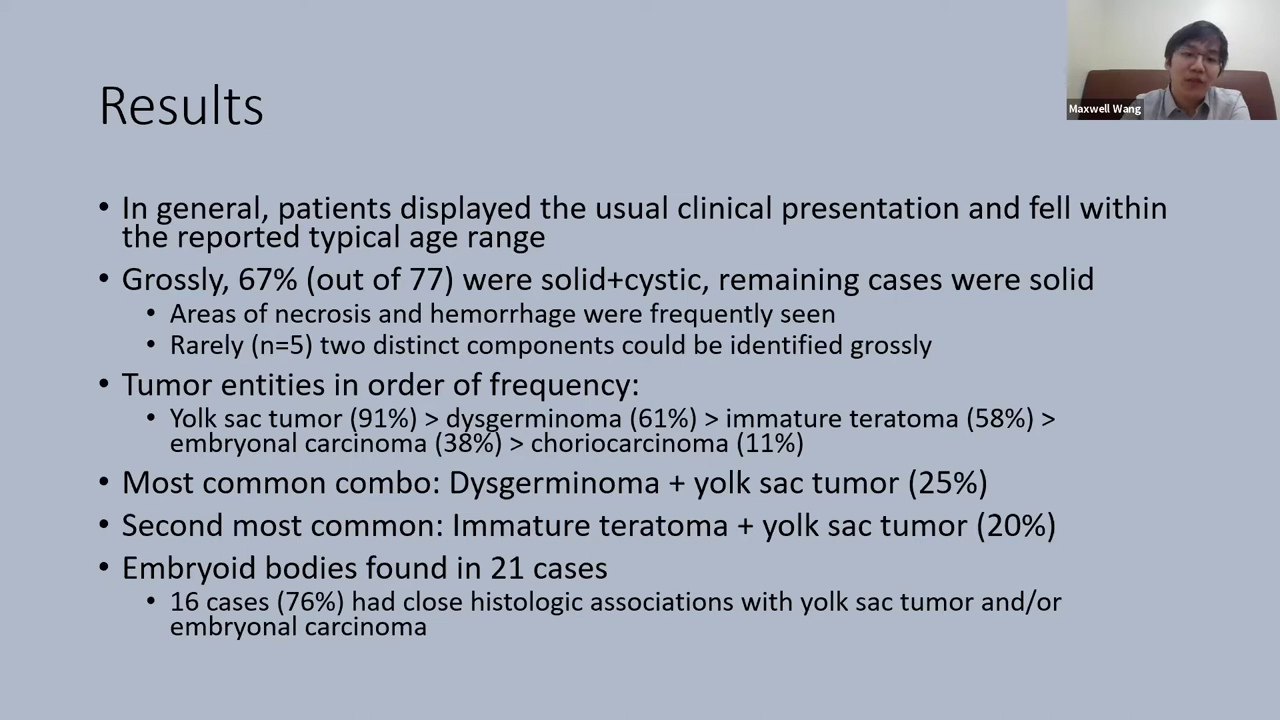 Maxwell Wang
Results
• In general, patients displayed the usual clinical presentation and fell within
the reported typical age range
• Grossly, 67% (out of 77) were solid+cystic, remaining cases were solid
• Areas of necrosis and hemorrhage were frequently seen
• Rarely (n=5) two distinct components could be identified grossly
• Tumor entities in order of frequency:
• Yolk sac tumor (91%) > dysgerminoma (61%) > immature teratoma (58%) >
embryonal carcinoma (38%) > choriocarcinoma (11%)
• Most common combo: Dysgerminoma + yolk sac tumor (25%)
• Second most common: Immature teratoma + yolk sac tumor (20%)
• Embryoid bodies found in 21 cases
• 16 cases (76%) had close histologic associations with yolk sac tumor and/or
embryonal carcinoma